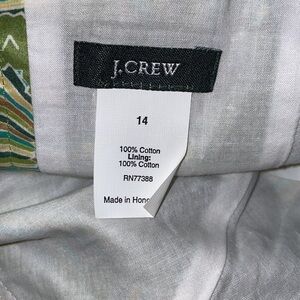 J.CREW
14
100% Cotton
Lining:
100% Cotton
RN77388
Made in Hong